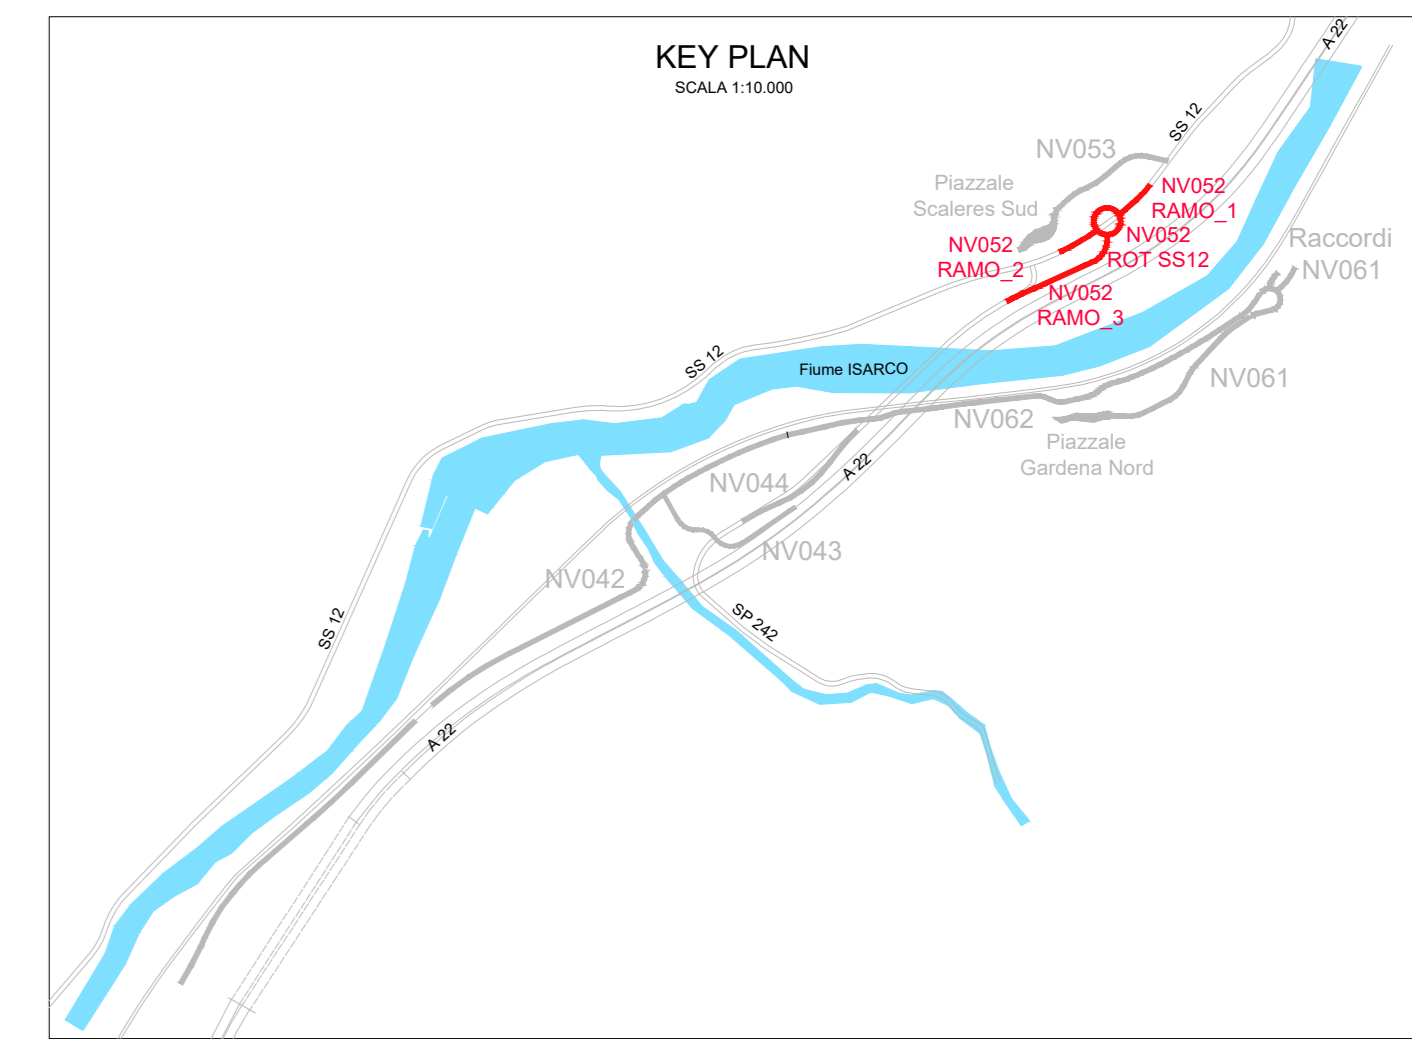 KEY PLAN
SCALA 1:10.000
A 22
SS 12
NV053
Piazzale
Scaleres Sud
NV052
RAMO_1
NV052
ROT SS12
NV052
RAMO_2
NV052
RAMO_3
Raccordi
NV061
SS 12
Fiume ISARCO
NV061
NV062
Piazzale
Gardena Nord
A 22
NV044
NV043
NV042
SP 242
SS 12
A 22